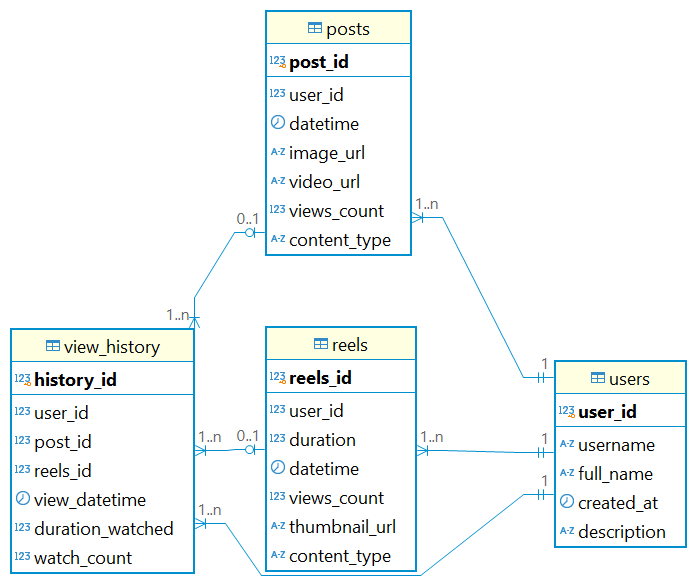 posts
123 post_id
123 user_id
datetime
A-Z image_url
A-Z video_url
123 views_count
A-Z content_type
0..1
1..n
1..n
1
view_history
123 history_id
123 user_id
123 post_id
123 reels_id
view_datetime
123 duration_watched
123 watch_count
1..n
0..1
1..n
reels
123 reels_id
123 user_id
123 duration
datetime
123 views_count
A-Z thumbnail_url
A-Z content_type
1..n
1
1
users
123 user_id
A-Z username
A-Z full_name
created_at
A-Z description